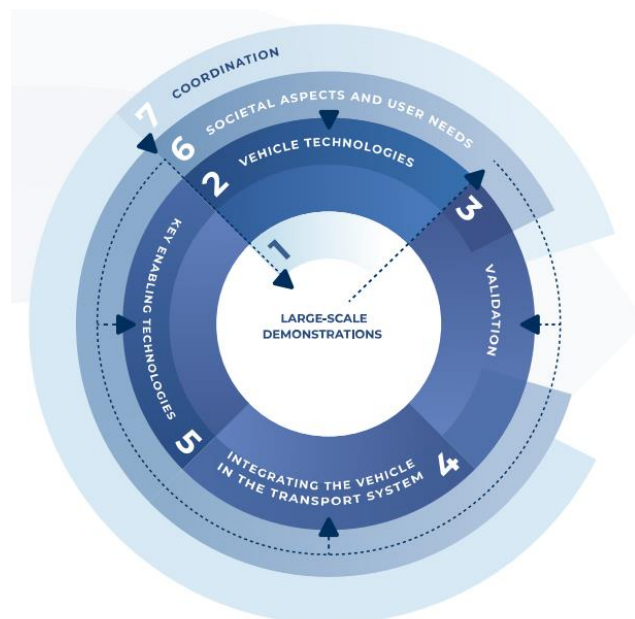 7 COORDINATION
6 SOCIETAL ASPECTS AND USER NEEDS
2 VEHICLE TECHNOLOGIES
3 VALIDATION
1
LARGE-SCALE
DEMONSTRATIONS
5 KEY ENABLING TECHNOLOGIES
4 INTEGRATING THE VEHICLE
IN THE TRANSPORT SYSTEM